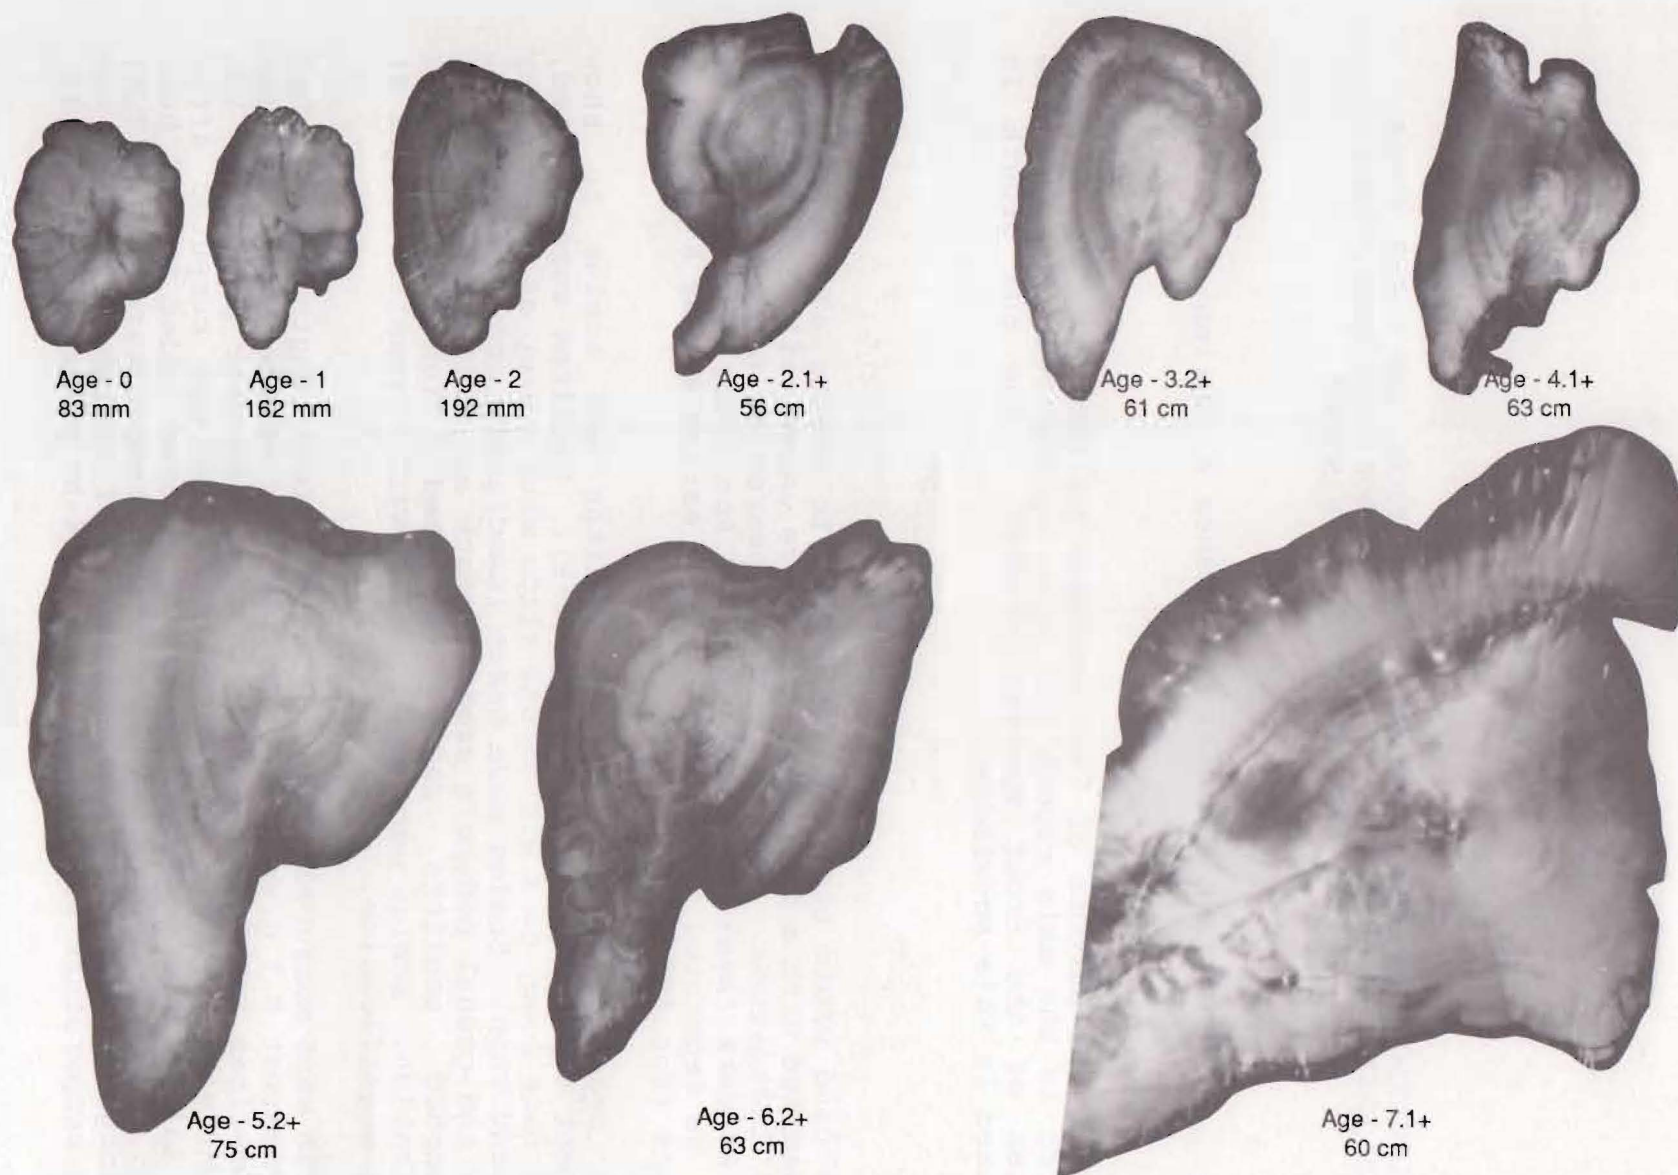 Age - 0
83 mm
Age - 1
162 mm
Age - 2
192 mm
Age - 2.1+
56 cm
Age - 3.2+
61 cm
Age - 4.1+
63 cm
Age - 5.2+
75 cm
Age - 6.2+
63 cm
Age - 7.1+
60 cm